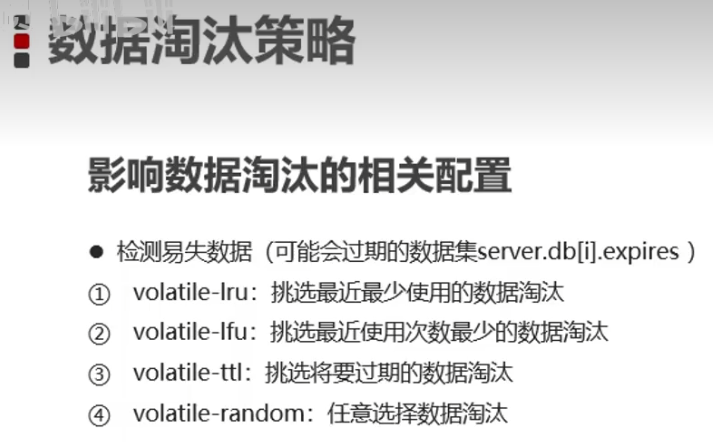 数据淘汰策略
影响数据淘汰的相关配置
● 检测易失数据（可能会过期的数据集server.db[i].expires ）
① volatile-lru：挑选最近最少使用的数据淘汰
② volatile-lfu：挑选最近使用次数最少的数据淘汰
③ volatile-ttl：挑选将要过期的数据淘汰
④ volatile-random：任意选择数据淘汰